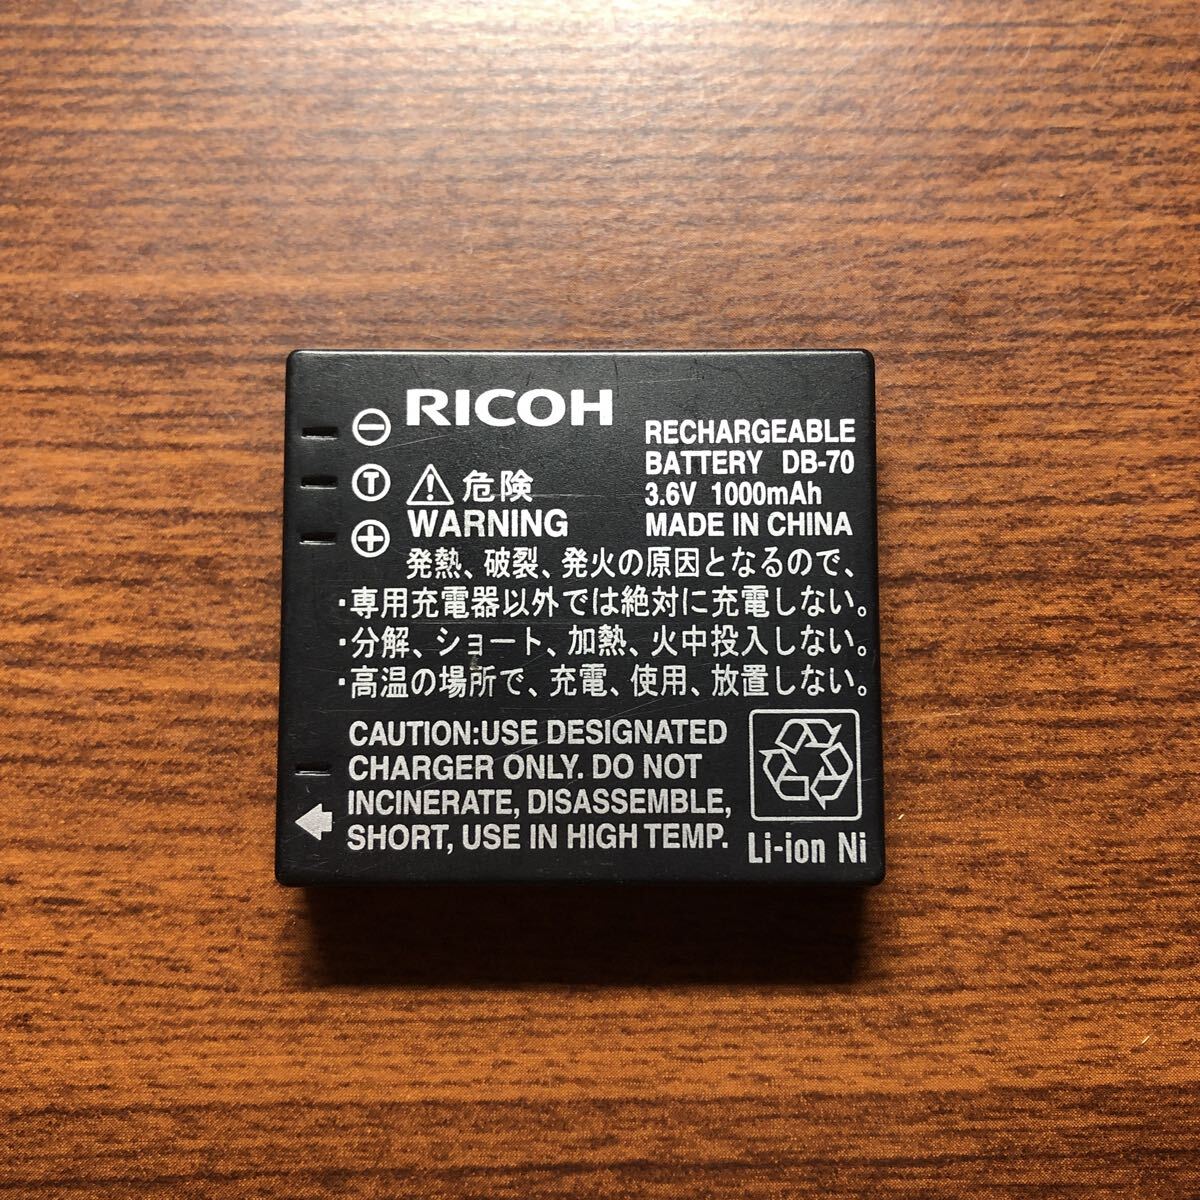 RICOH
RECHARGEABLE
BATTERY DB-70
3.6V 1000mAh
MADE IN CHINA
⊖
Ⓣ
⊕
⚠危険
WARNING
発熱、破裂、発火の原因となるので、
・専用充電器以外では絶対に充電しない。
・分解、ショート、加熱、火中投入しない。
・高温の場所で、充電、使用、放置しない。
CAUTION:USE DESIGNATED
CHARGER ONLY. DO NOT
INCINERATE, DISASSEMBLE,
SHORT, USE IN HIGH TEMP.
Li-ion Ni